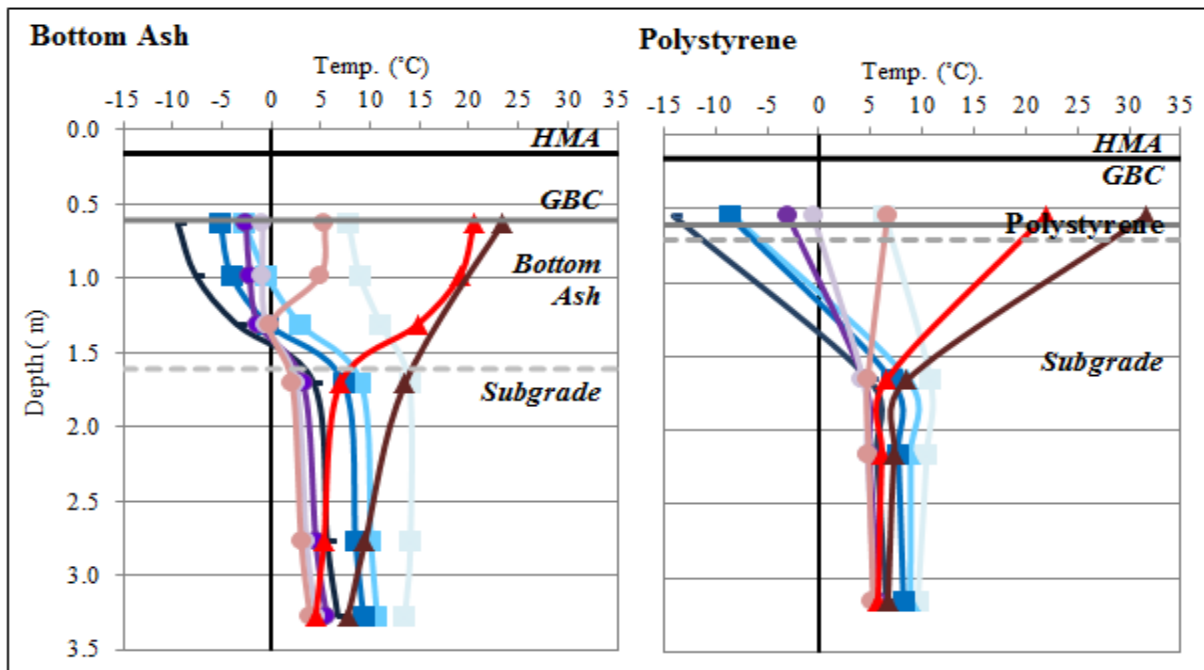 Bottom Ash
Polystyrene
Temp. (˚C)
Temp. (˚C).
-15 -10 -5 0 5 10 15 20 25 30 35
-15 -10 -5 0 5 10 15 20 25 30 35
0.0
HMA
HMA
GBC
0.5
GBC
Polystyrene
1.0
Bottom
Ash
1.5
Subgrade
Subgrade
2.0
2.5
3.0
3.5
Depth ( m)